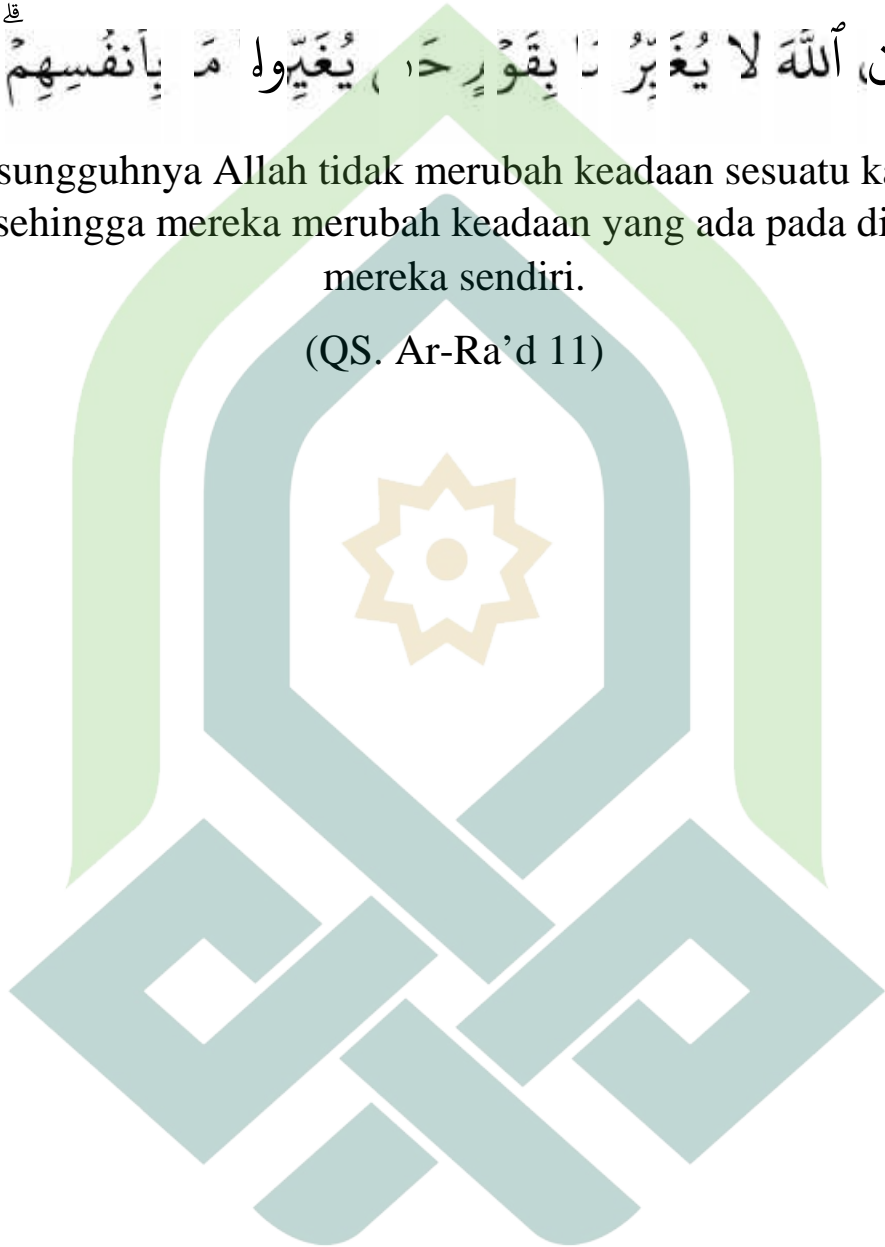 ٱللَّهَ لَا يُغَيِّرُ بِقَوْمٍ يُغَيِّرُوا۟ بِأَنفُسِهِمْ ۗ
sungguhnya Allah tidak merubah keadaan sesuatu ka
sehingga mereka merubah keadaan yang ada pada di
mereka sendiri.
(QS. Ar-Ra’d 11)